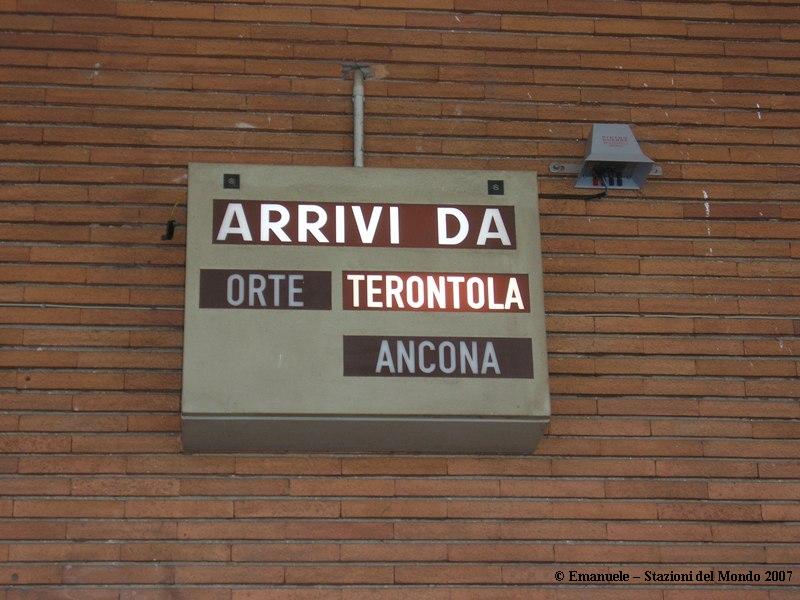 ARRIVI DA
ORTE TERONTOLA
ANCONA
© Emanuele – Stazioni del Mondo 2007